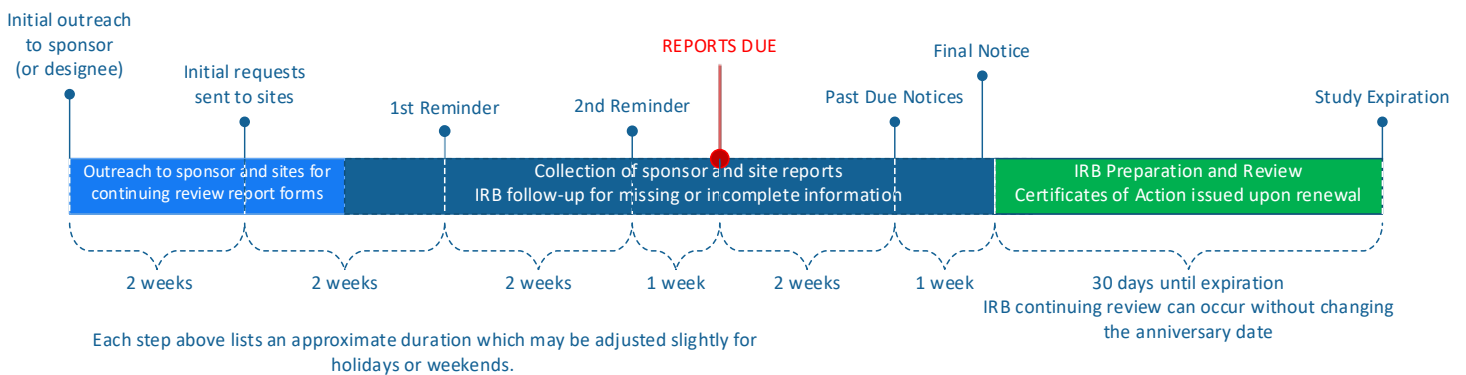 Initial outreach
to sponsor
(or designee)
Initial requests
sent to sites
1st Reminder
2nd Reminder
REPORTS DUE
Past Due Notices
Final Notice
Study Expiration
Outreach to sponsor and sites for
continuing review report forms
Collection of sponsor and site reports
IRB follow-up for missing or incomplete information
IRB Preparation and Review
Certificates of Action issued upon renewal
2 weeks
2 weeks
2 weeks
1 week
2 weeks
1 week
30 days until expiration
IRB continuing review can occur without changing
the anniversary date
Each step above lists an approximate duration which may be adjusted slightly for
holidays or weekends.